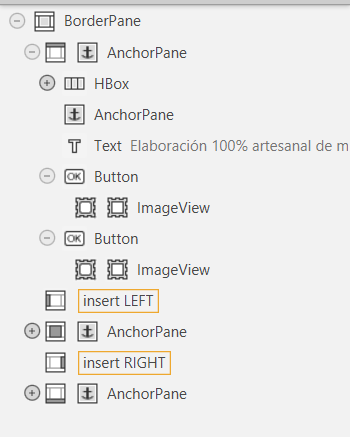 BorderPane
AnchorPane
HBox
AnchorPane
T Text Elaboración 100% artesanal de m
OK Button
ImageView
OK Button
ImageView
insert LEFT
AnchorPane
insert RIGHT
AnchorPane